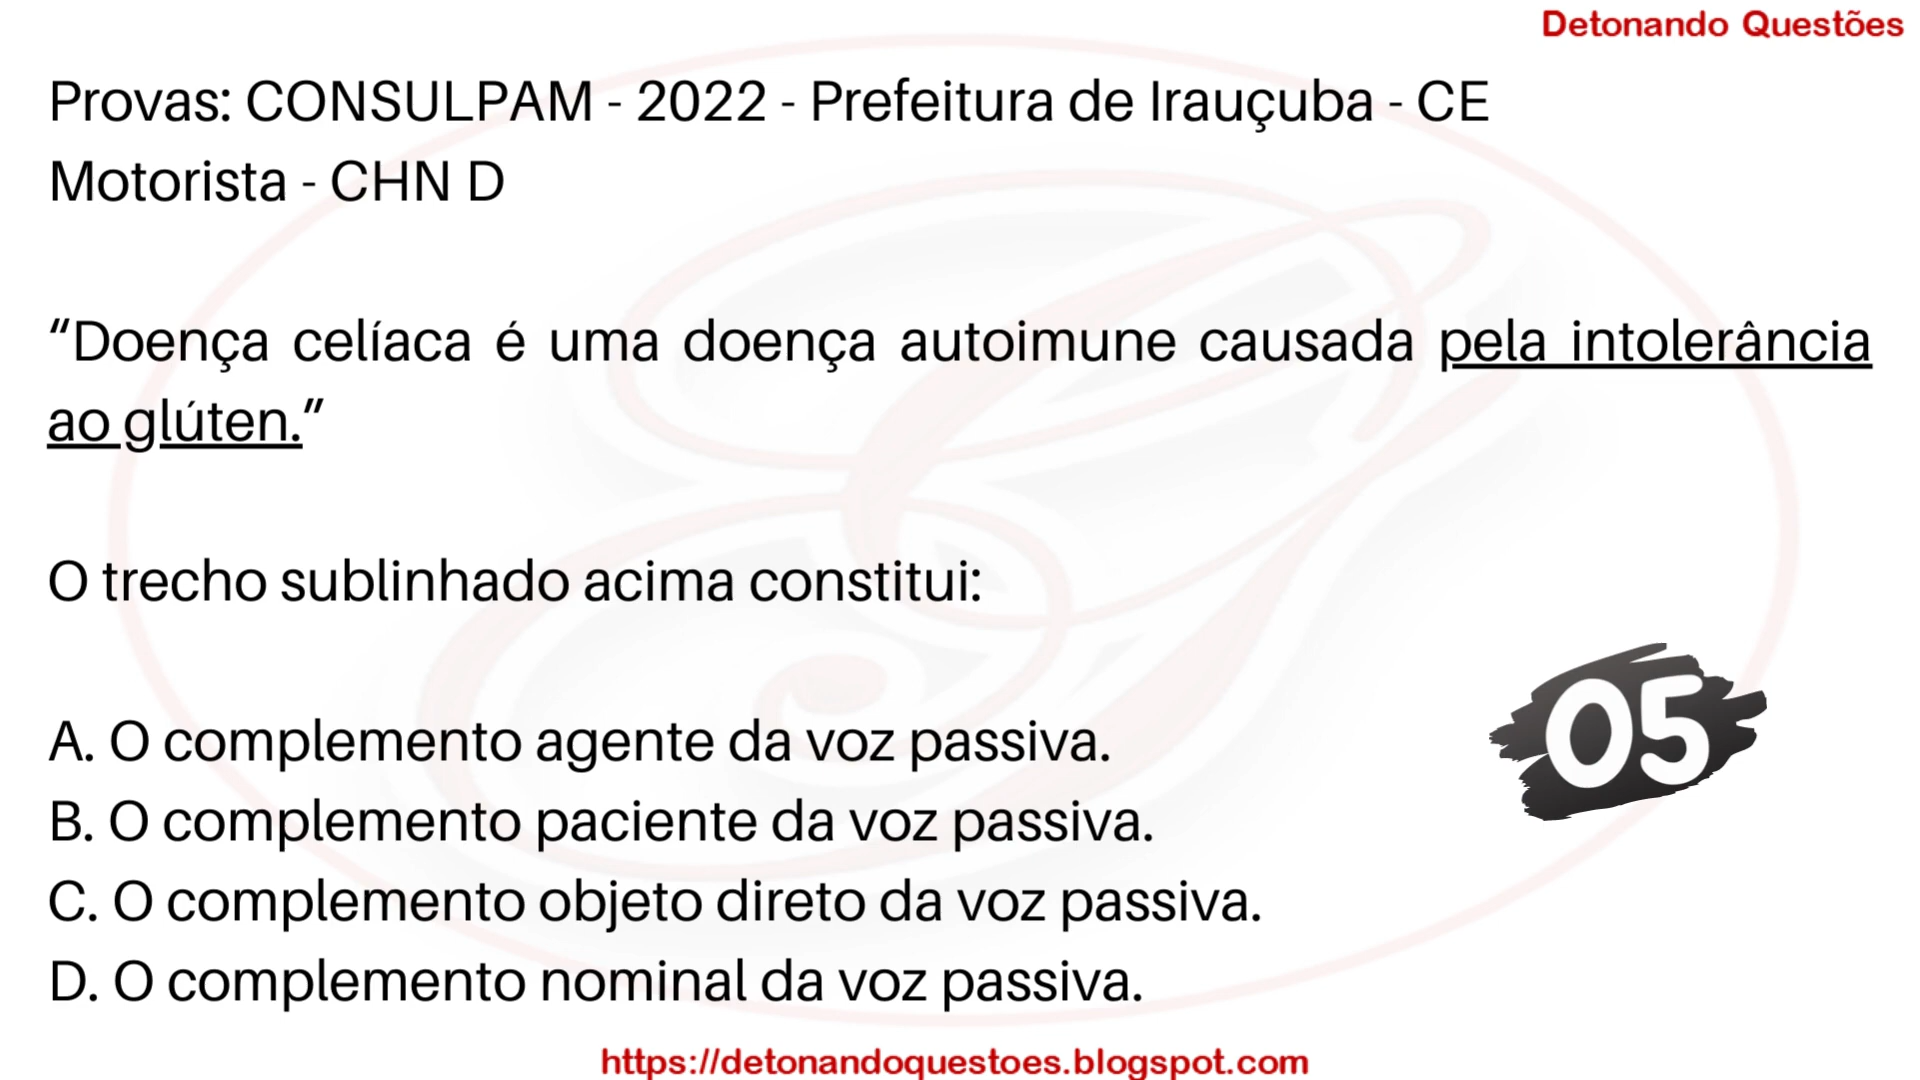 Detonando Questões
Provas: CONSULPAM - 2022 - Prefeitura de Irauçuba - CE
Motorista - CHN D
“Doença celíaca é uma doença autoimune causada pela intolerância
ao glúten.”
O trecho sublinhado acima constitui:
05
A. O complemento agente da voz passiva.
B. O complemento paciente da voz passiva.
C. O complemento objeto direto da voz passiva.
D. O complemento nominal da voz passiva.
https://detonandoquestoes.blogspot.com